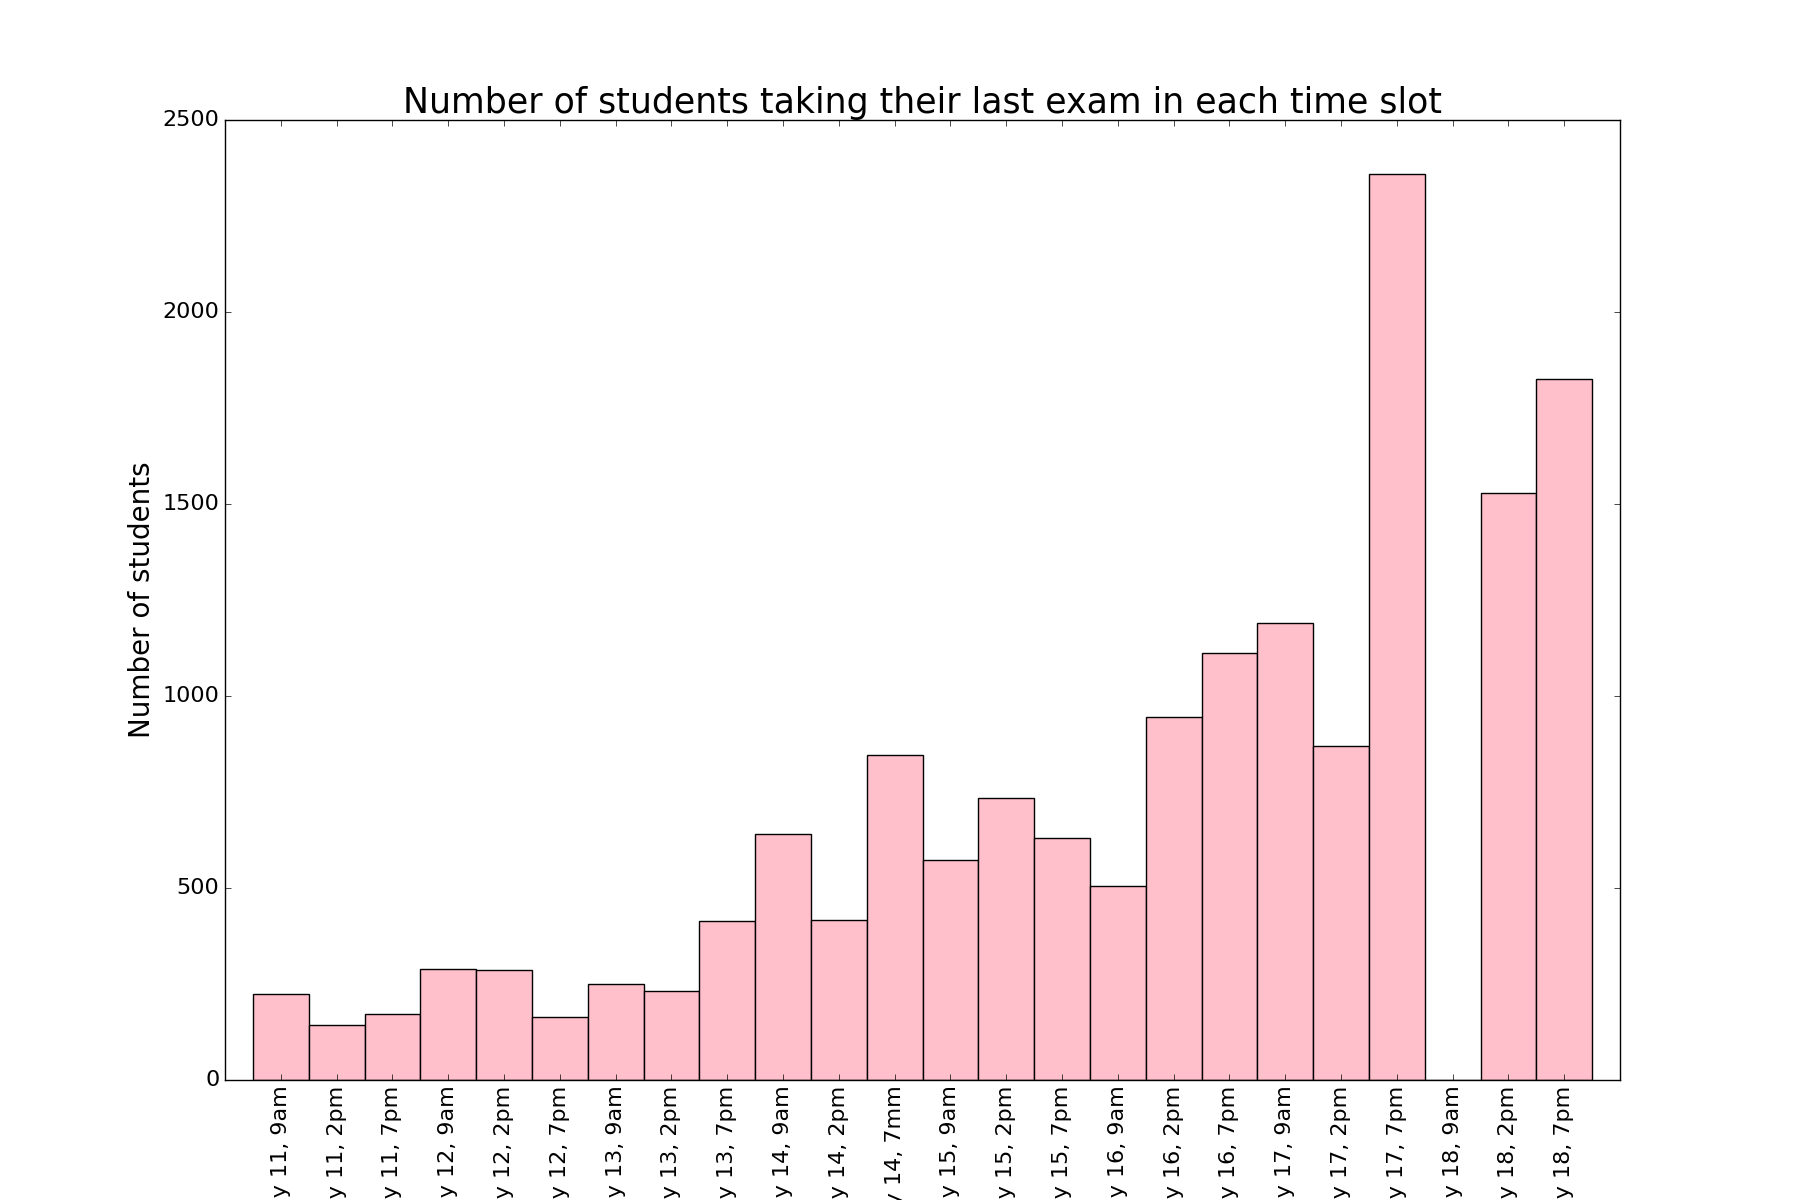 Number of students taking their last exam in each time slot
Number of students
2500
2000
1500
1000
500
0
y 11, 9am
y 11, 2pm
y 11, 7pm
y 12, 9am
y 12, 2pm
y 12, 7pm
y 13, 9am
y 13, 2pm
y 13, 7pm
y 14, 9am
y 14, 2pm
y 14, 7mm
y 15, 9am
y 15, 2pm
y 15, 7pm
y 16, 9am
y 16, 2pm
y 16, 7pm
y 17, 9am
y 17, 2pm
y 17, 7pm
y 18, 9am
y 18, 2pm
y 18, 7pm